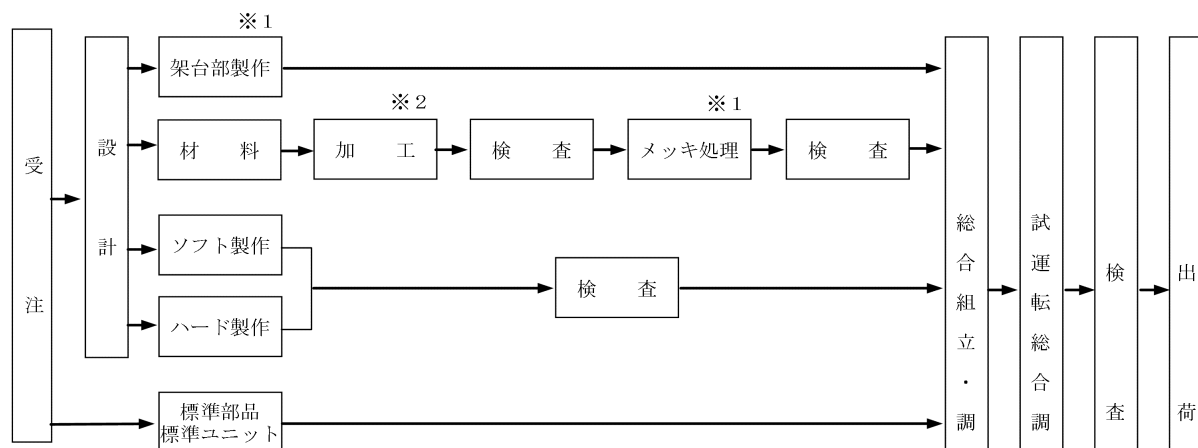 ※1
架台部製作
※2
※1
材料
加工
検査
メッキ処理
検査
設計
受注
ソフト製作
ハード製作
検査
標準部品
標準ユニット
総合組立・調
試運転総合調
検査
出荷